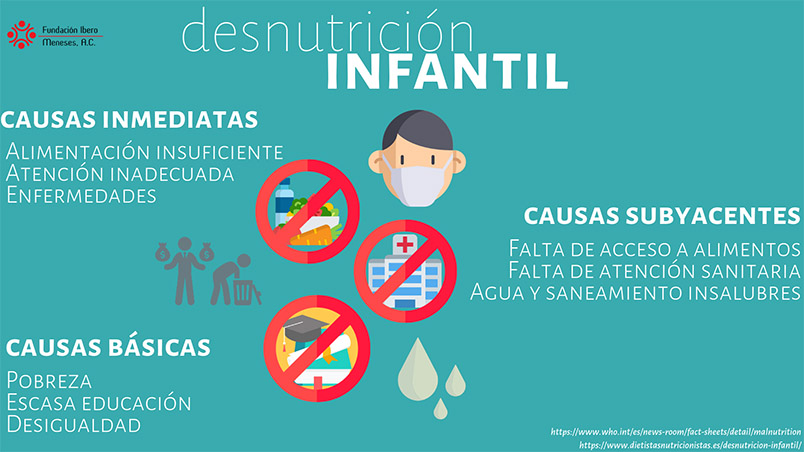 Fundación Ibero
Meneses, A.C.
desnutrición
INFANTIL
CAUSAS INMEDIATAS
ALIMENTACIÓN INSUFICIENTE
ATENCIÓN INADECUADA
ENFERMEDADES
CAUSAS SUBYACENTES
FALTA DE ACCESO A ALIMENTOS
FALTA DE ATENCIÓN SANITARIA
AGUA Y SANEAMIENTO INSALUBRES
CAUSAS BÁSICAS
POBREZA
ESCASA EDUCACIÓN
DESIGUALDAD
https://www.who.int/es/news-room/fact-sheets/detail/malnutrition
https://www.dietistasnutricionistas.es/desnutricion-infantil/